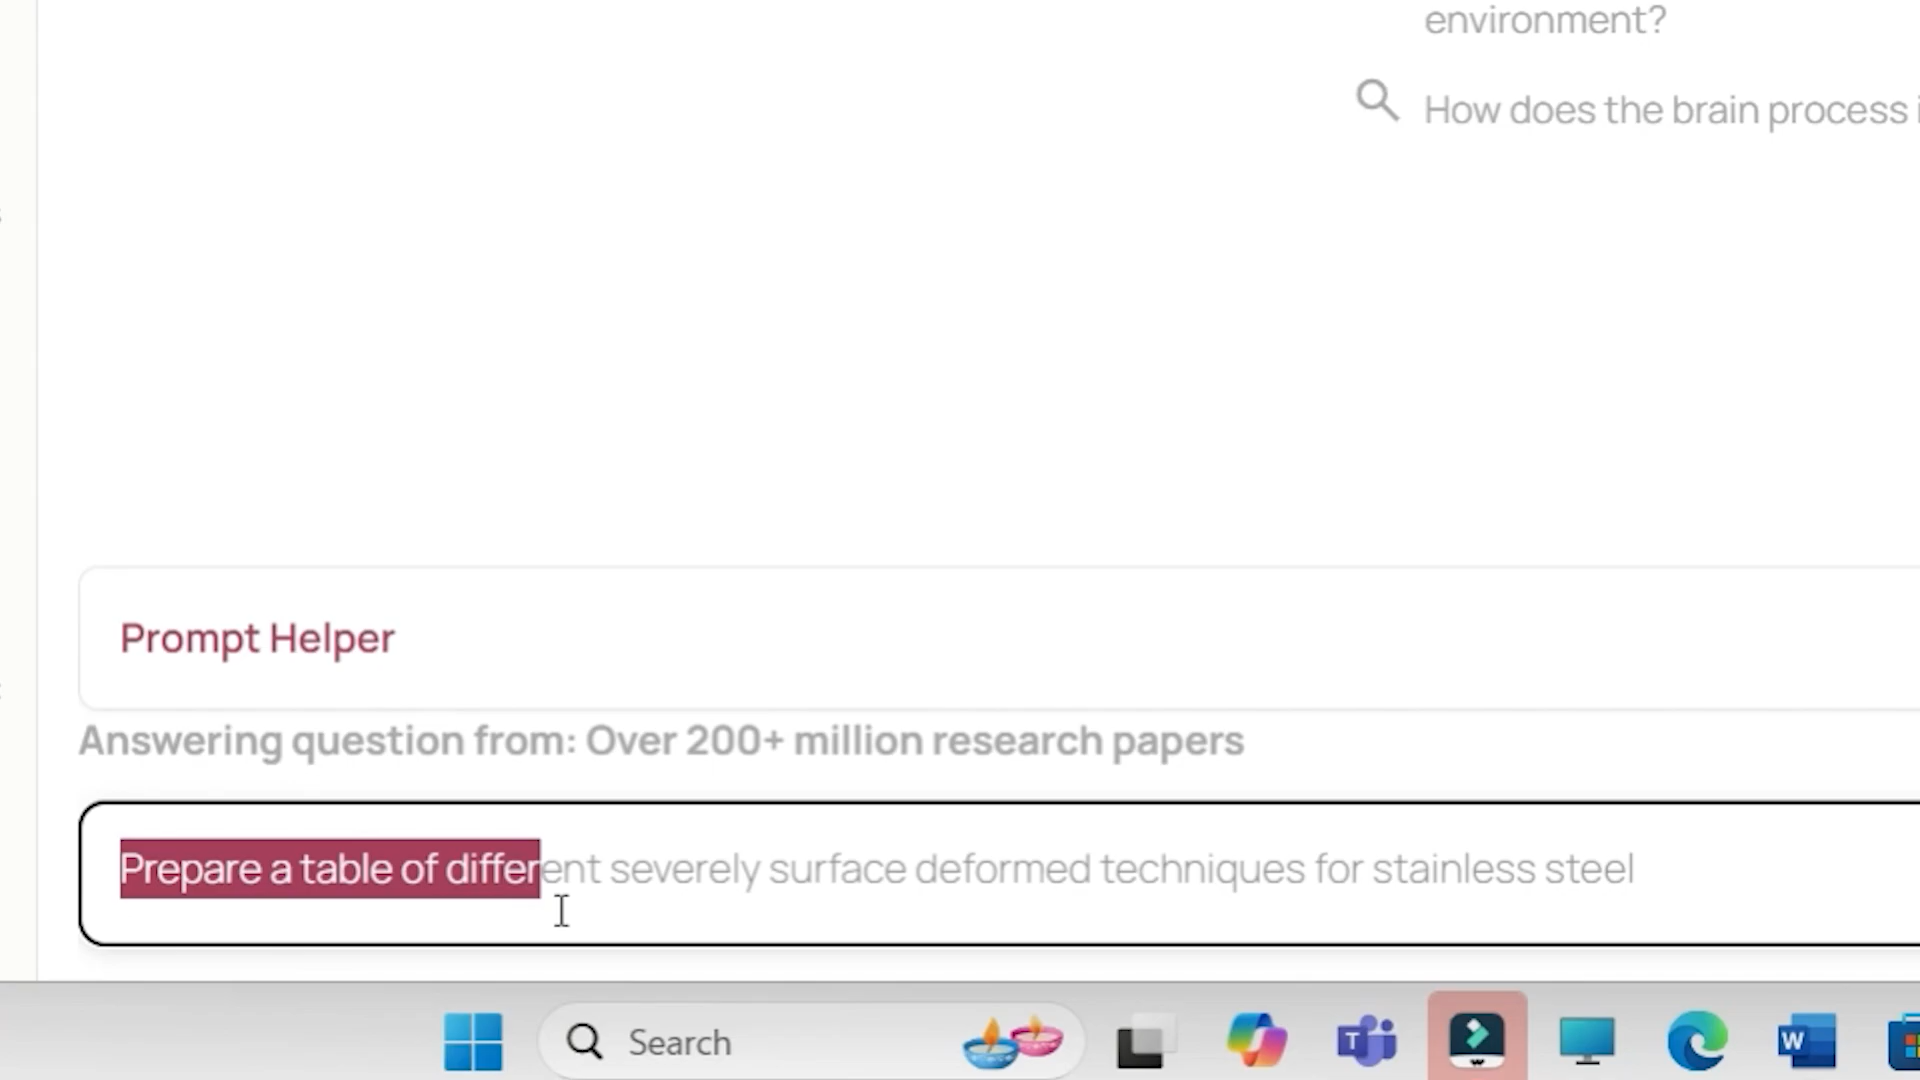 environment?
How does the brain process
Prompt Helper
Answering question from: Over 200+ million research papers
Prepare a table of different severely surface deformed techniques for stainless steel
Search
T
W